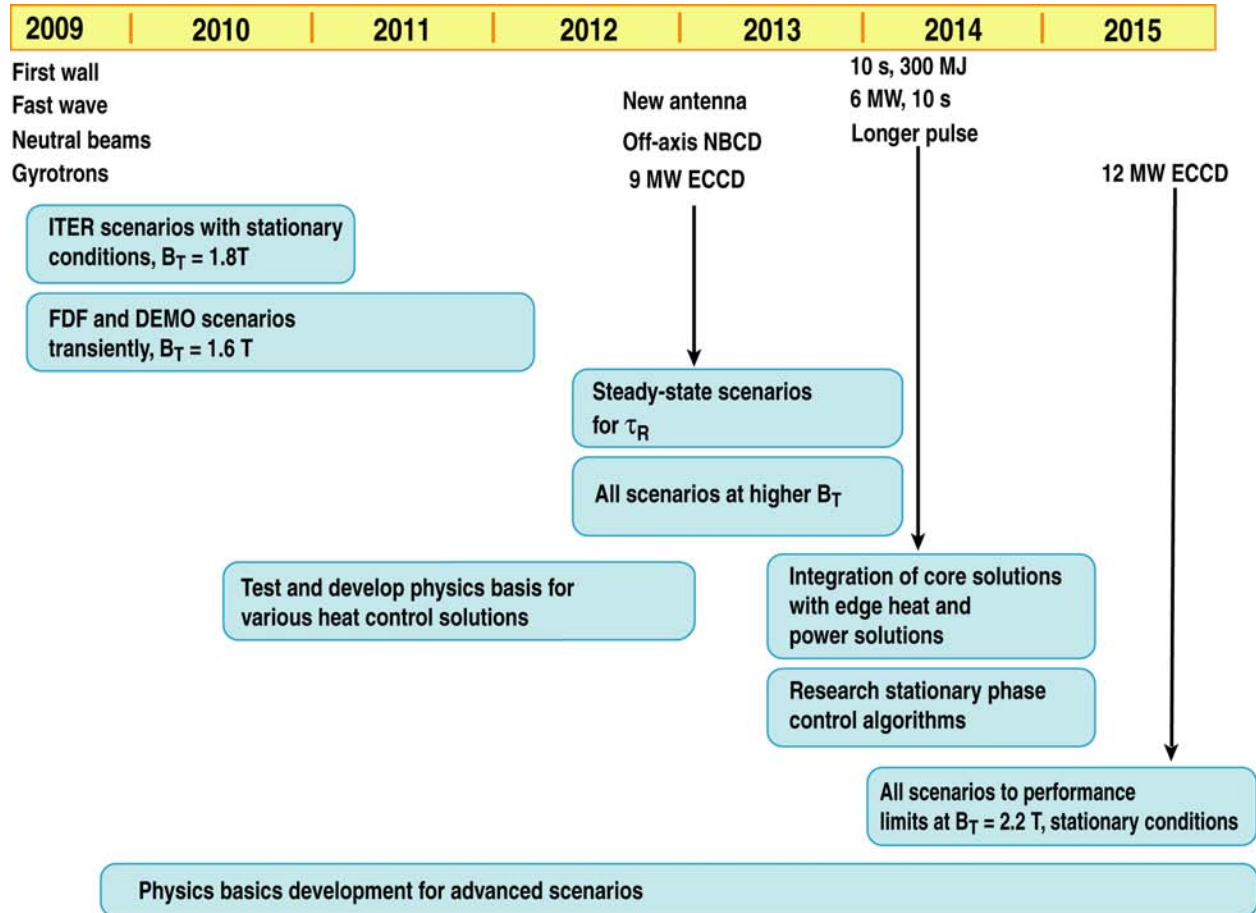 2009 | 2010 | 2011 | 2012 | 2013 | 2014 | 2015
First wall 10 s, 300 MJ
Fast wave New antenna 6 MW, 10 s
Neutral beams Off-axis NBCD Longer pulse
Gyrotrons 9 MW ECCD 12 MW ECCD
ITER scenarios with stationary
conditions, B_T = 1.8T
FDF and DEMO scenarios
transiently, B_T = 1.6 T
Steady-state scenarios
for τ_R
All scenarios at higher B_T
Test and develop physics basis for
various heat control solutions
Integration of core solutions
with edge heat and
power solutions
Research stationary phase
control algorithms
All scenarios to performance
limits at B_T = 2.2 T, stationary conditions
Physics basics development for advanced scenarios